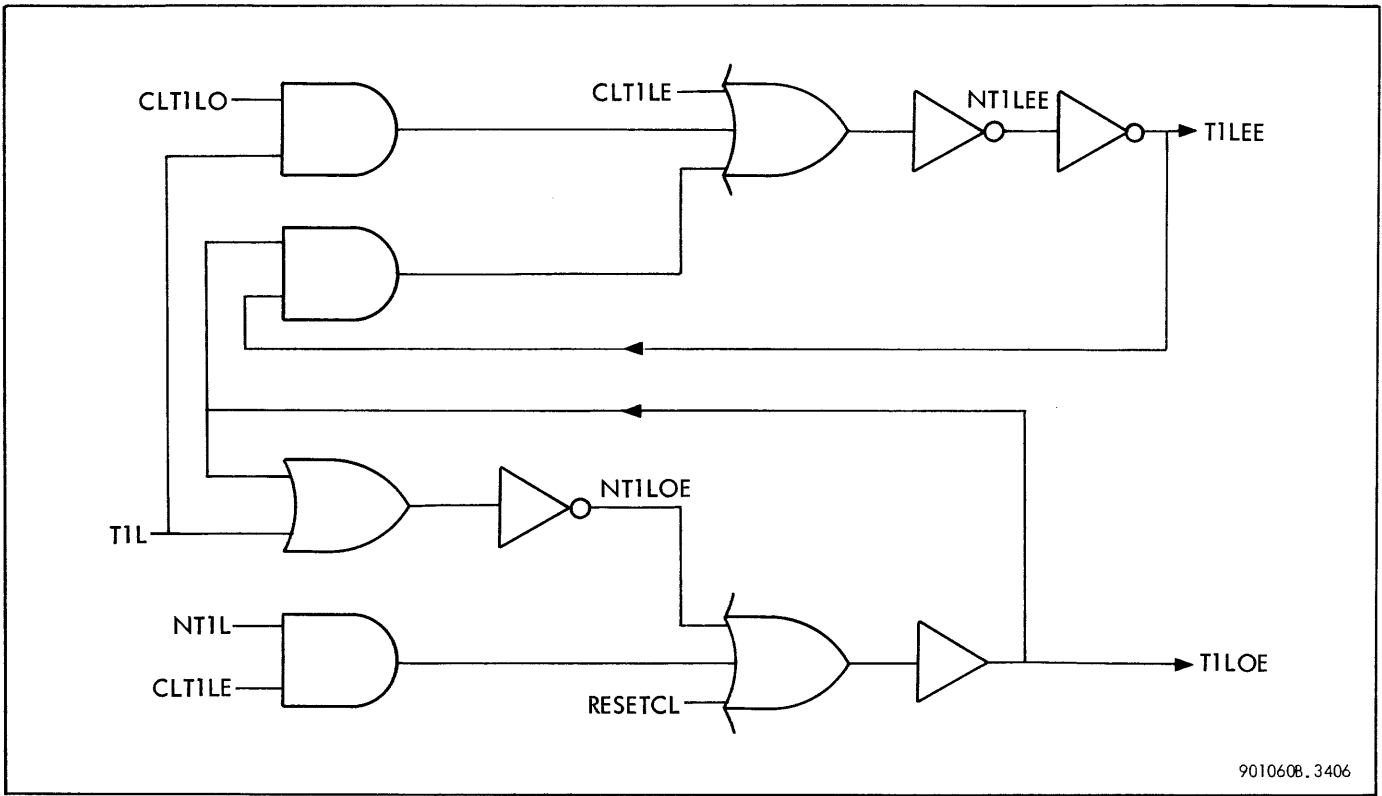 CLT1LO
CLT1LE
NT1LEE
T1LEE
NT1LOE
T1L
NT1L
CLT1LE
RESETCL
T1LOE
901060B.3406